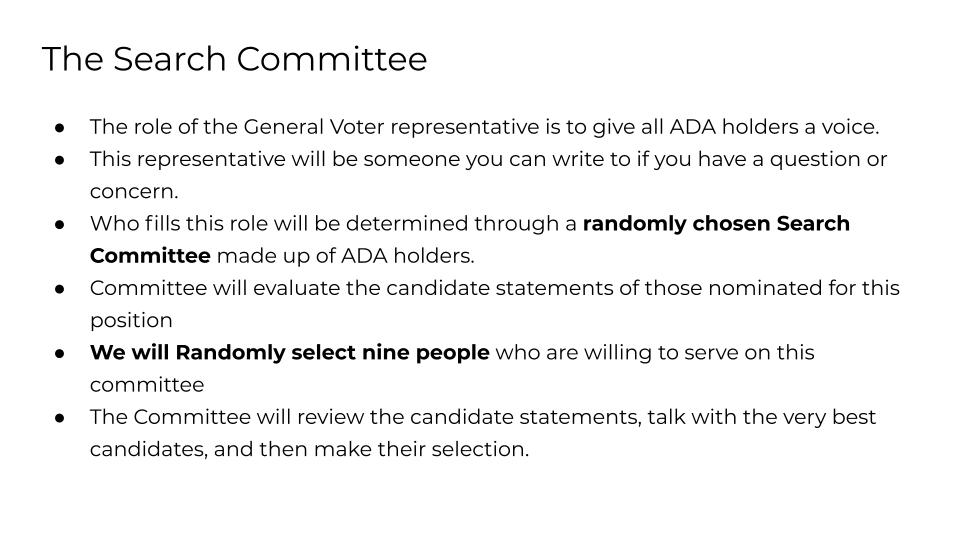 The Search Committee
● The role of the General Voter representative is to give all ADA holders a voice.
● This representative will be someone you can write to if you have a question or
concern.
● Who fills this role will be determined through a randomly chosen Search
Committee made up of ADA holders.
● Committee will evaluate the candidate statements of those nominated for this
position
● We will Randomly select nine people who are willing to serve on this
committee
● The Committee will review the candidate statements, talk with the very best
candidates, and then make their selection.